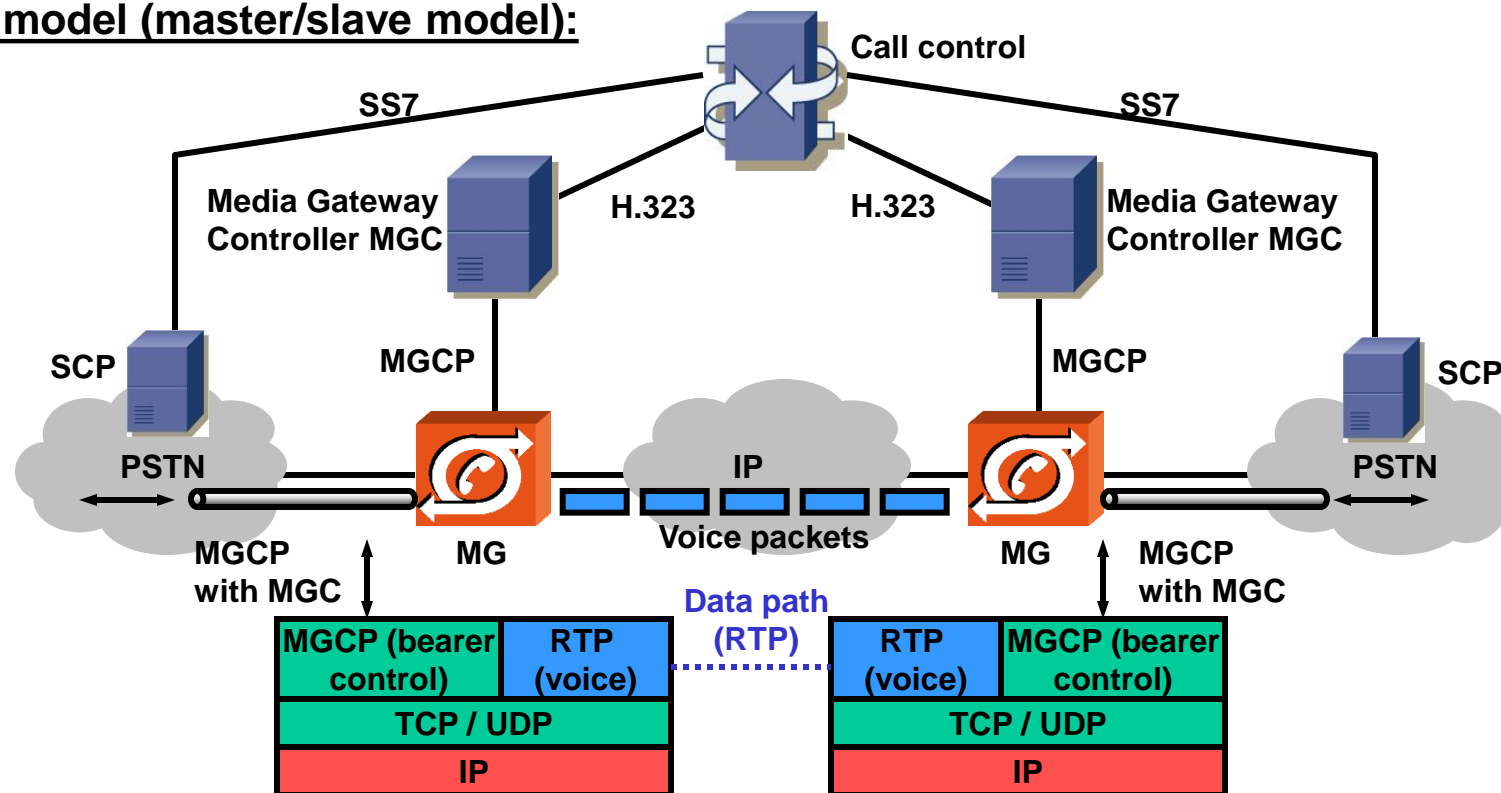 model (master/slave model):
Call control
SS7
SS7
Media Gateway
Controller MGC
H.323
H.323
Media Gateway
Controller MGC
SCP
MGCP
MGCP
SCP
PSTN
IP
PSTN
MGCP
with MGC
MG
Voice packets
MG
MGCP
with MGC
Data path
(RTP)
MGCP (bearer
control)
RTP
(voice)
RTP
(voice)
MGCP (bearer
control)
TCP / UDP
TCP / UDP
IP
IP